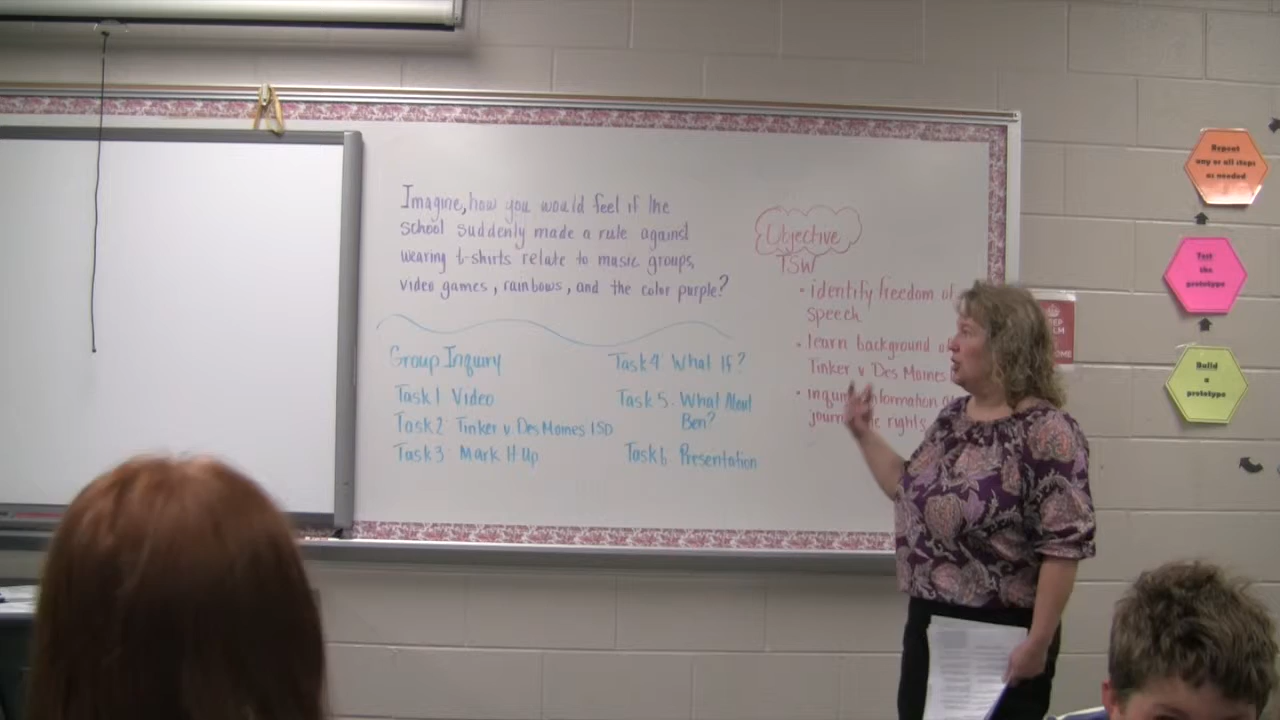 Imagine, how you would feel if the
school suddenly made a rule against
wearing t-shirts relate to music groups,
video games, rainbows, and the color purple?
Group Inquiry
Task 1 Video
Task 2: Tinker v. Des Moines ISD
Task 3 Mark It Up
Task 4 What If?
Task 5. What About
Ben?
Task 6 Presentation
Objective
TSW
• identify freedom of
speech.
• learn background
Tinker v Des Moines
• information
rights
Repeat
any or all steps
as needed
Test
the
prototype
Build
a
prototype